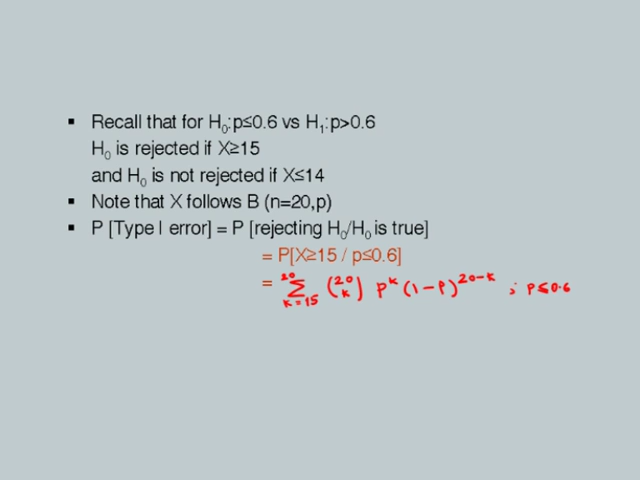 ▪ Recall that for H₀:p≤0.6 vs H₁:p>0.6
H₀ is rejected if X≥15
and H₀ is not rejected if X≤14
▪ Note that X follows B (n=20,p)
▪ P [Type I error] = P [rejecting H₀/H₀ is true]
= P[X≥15 / p≤0.6]
= \sum_{k=15}^{20} \binom{20}{k} p^k (1-p)^{20-k} ; p≤0.6